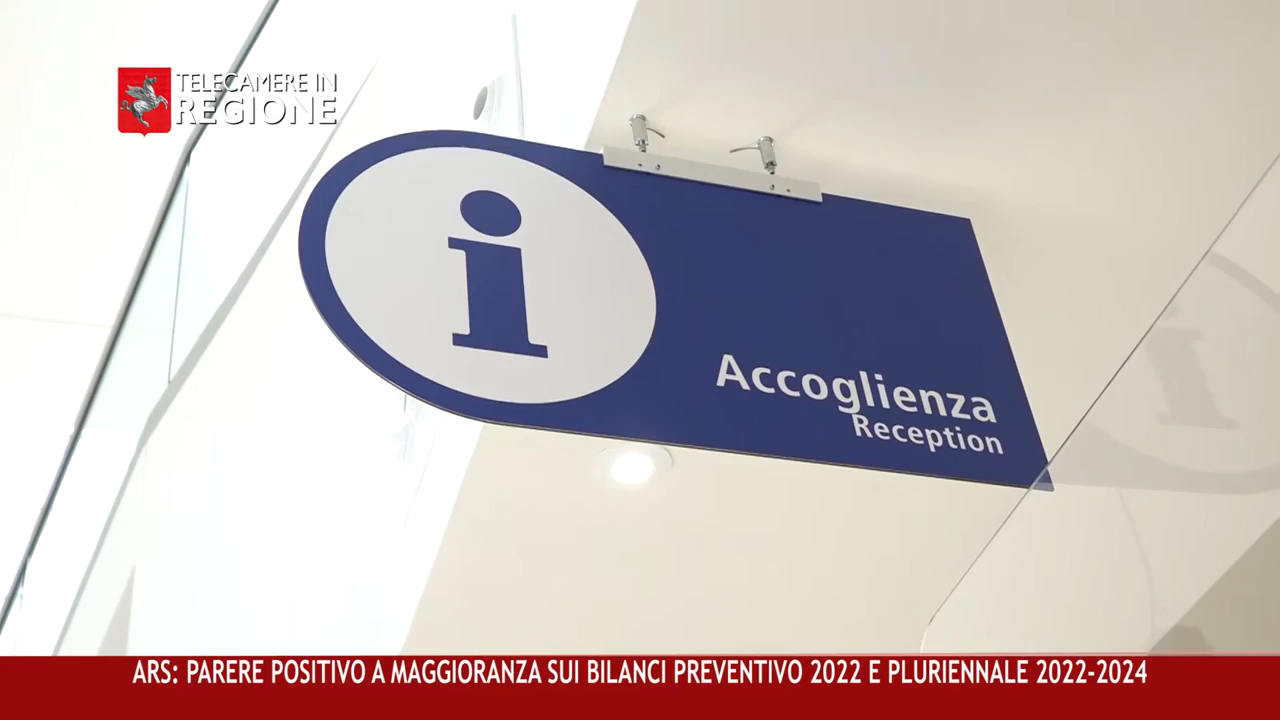 TELECAMERE IN
REGIONE
i
Accoglienza
Reception
ARS: PARERE POSITIVO A MAGGIORANZA SUI BILANCI PREVENTIVO 2022 E PLURIENNALE 2022-2024